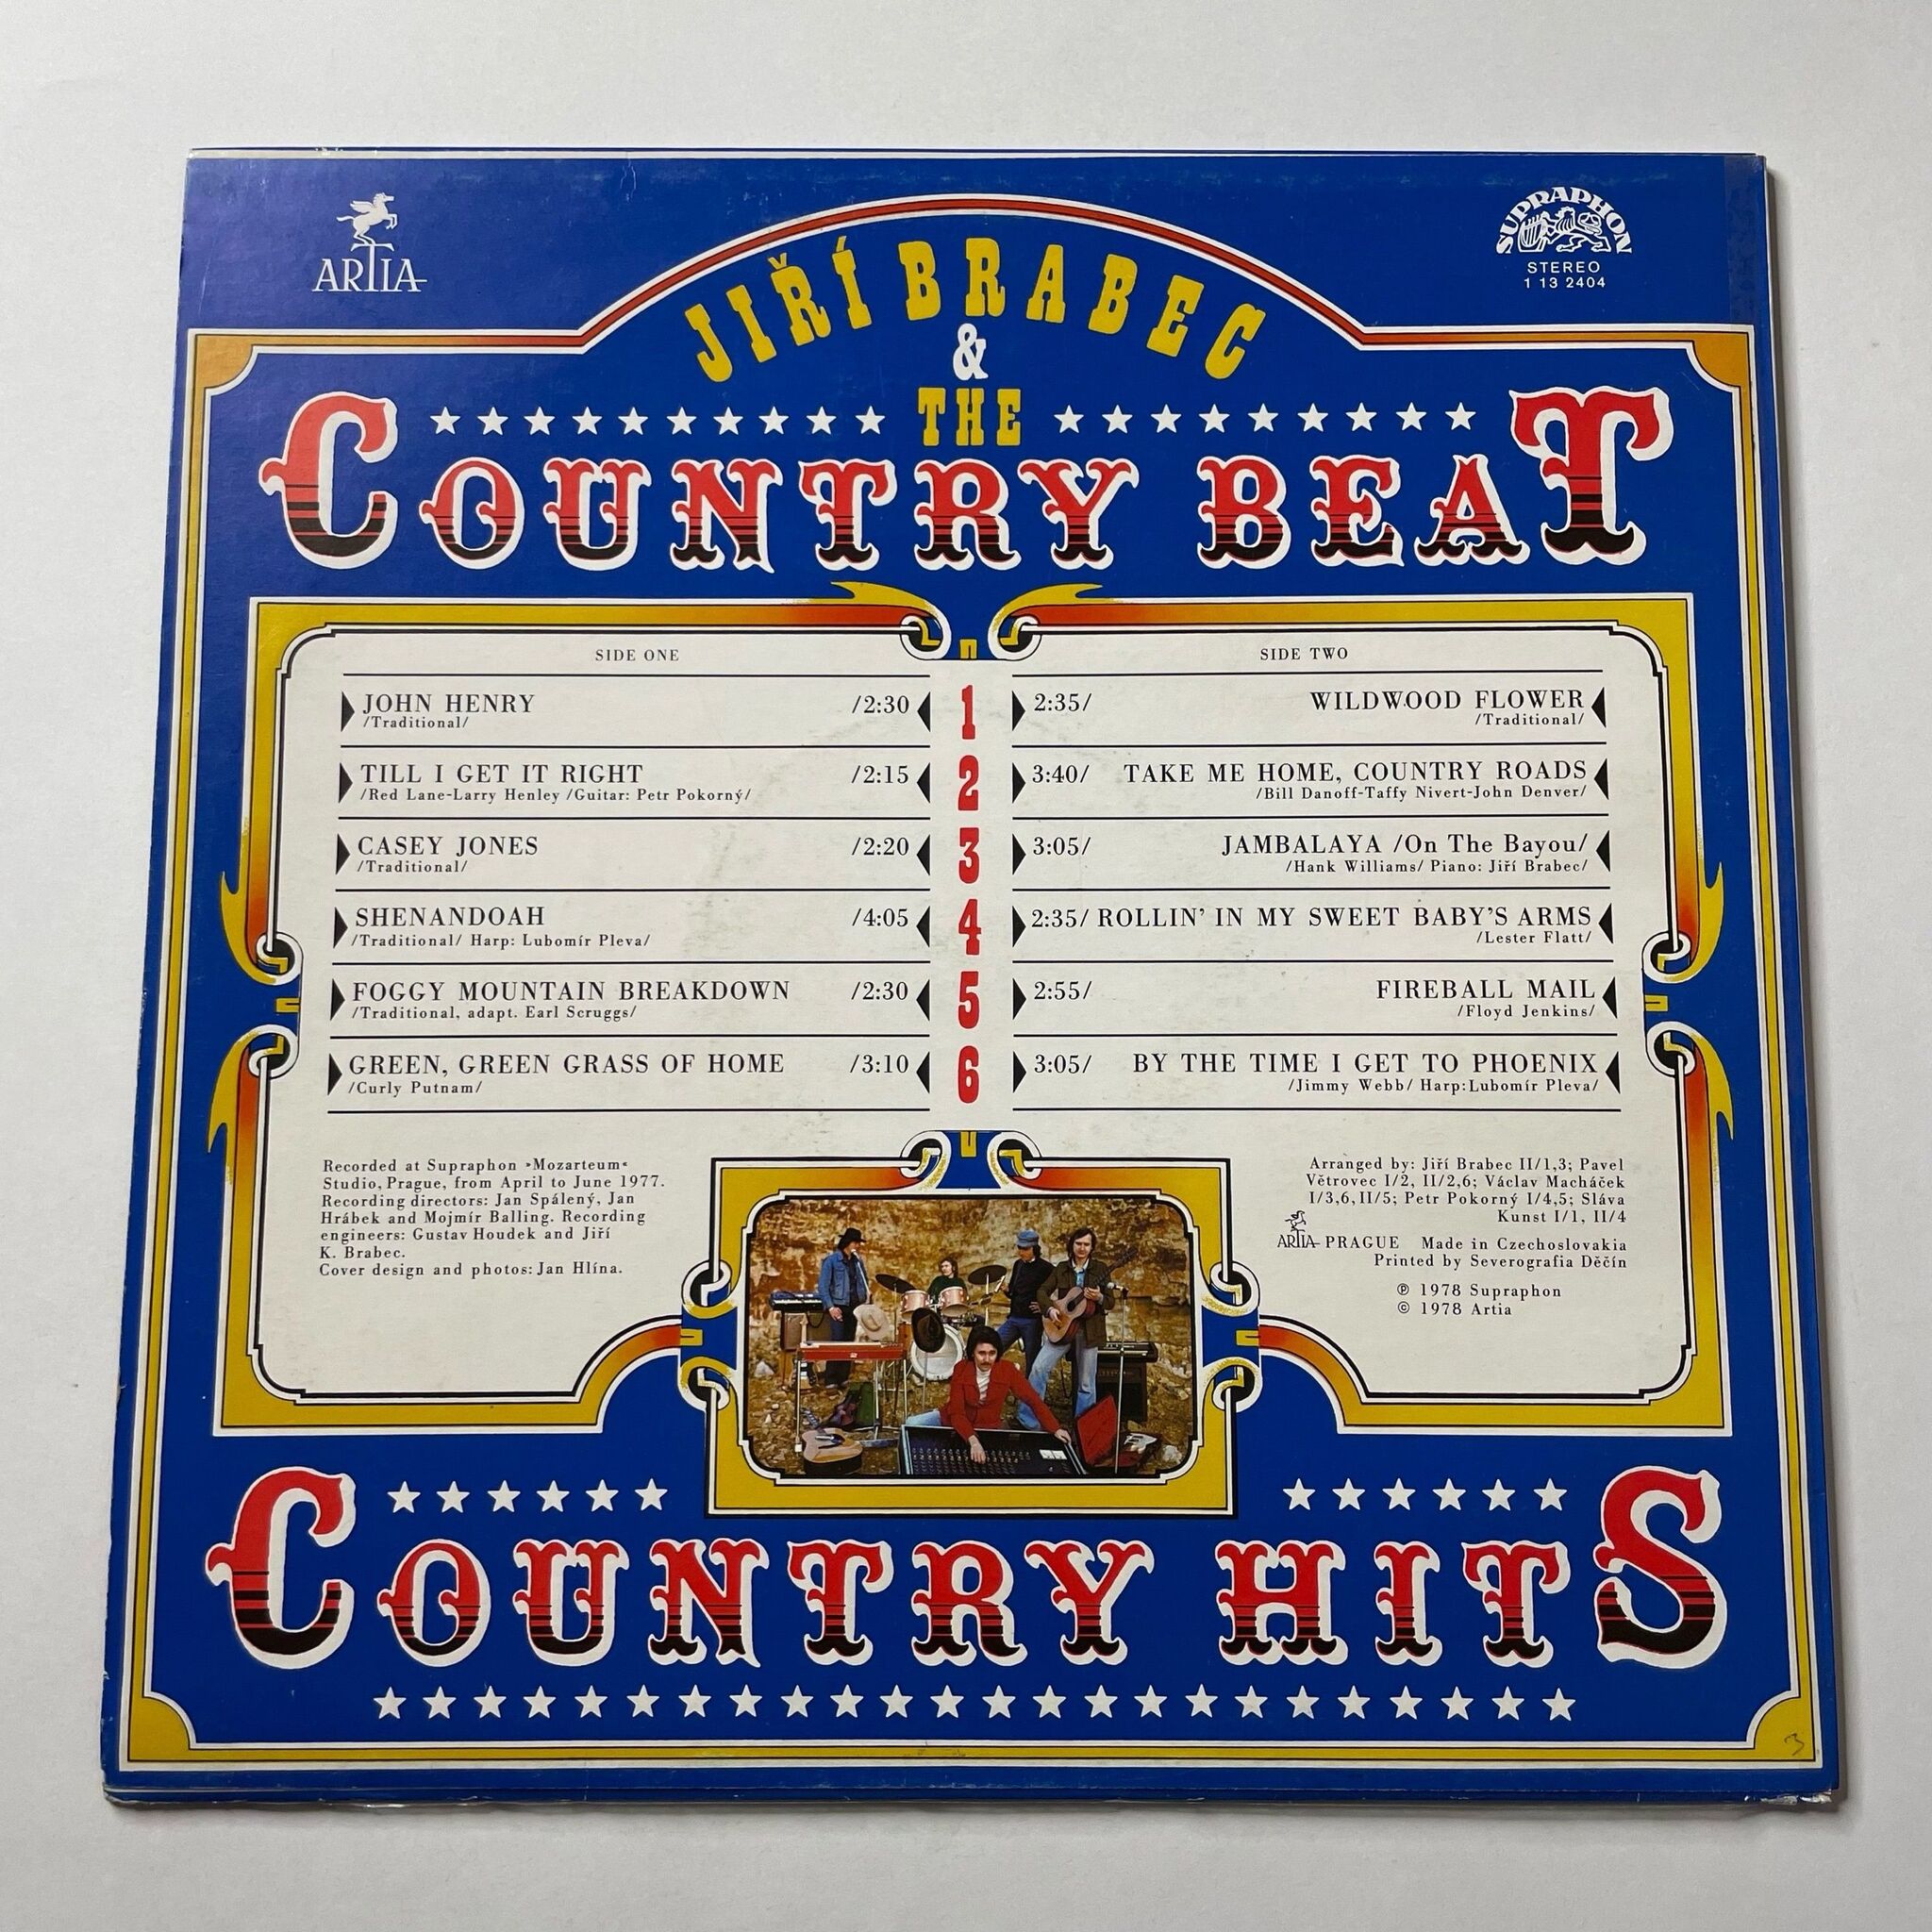 ARTIA
SUPRAPHON
STEREO
1 13 2404
JIŘÍ BRABEC
&
THE
COUNTRY BEAT
SIDE ONE
JOHN HENRY /2:30
/Traditional/
TILL I GET IT RIGHT /2:15
/Red Lane-Larry Henley /Guitar: Petr Pokorný/
CASEY JONES /2:20
/Traditional/
SHENANDOAH /4:05
/Traditional/ Harp: Lubomír Pleva/
FOGGY MOUNTAIN BREAKDOWN /2:30
/Traditional, adapt. Earl Scruggs/
GREEN, GREEN GRASS OF HOME /3:10
/Curly Putnam/
1
2
3
4
5
6
SIDE TWO
2:35/ WILDWOOD FLOWER
/Traditional/
3:40/ TAKE ME HOME, COUNTRY ROADS
/Bill Danoff-Taffy Nivert-John Denver/
3:05/ JAMBALAYA /On The Bayou/
/Hank Williams/ Piano: Jiří Brabec/
2:35/ ROLLIN' IN MY SWEET BABY'S ARMS
/Lester Flatt/
2:55/ FIREBALL MAIL
/Floyd Jenkins/
3:05/ BY THE TIME I GET TO PHOENIX
/Jimmy Webb/ Harp:Lubomír Pleva/
Recorded at Supraphon »Mozarteum«
Studio, Prague, from April to June 1977.
Recording directors: Jan Spálený, Jan
Hrábek and Mojmír Balling. Recording
engineers: Gustav Houdek and Jiří
K. Brabec.
Cover design and photos: Jan Hlína.
Arranged by: Jiří Brabec II/1,3; Pavel
Větrovec I/2, II/2,6; Václav Macháček
I/3,6, II/5; Petr Pokorný I/4,5; Sláva
Kunst I/1, II/4
ARTIA PRAGUE Made in Czechoslovakia
Printed by Severografia Děčín
℗ 1978 Supraphon
© 1978 Artia
COUNTRY HITS
3